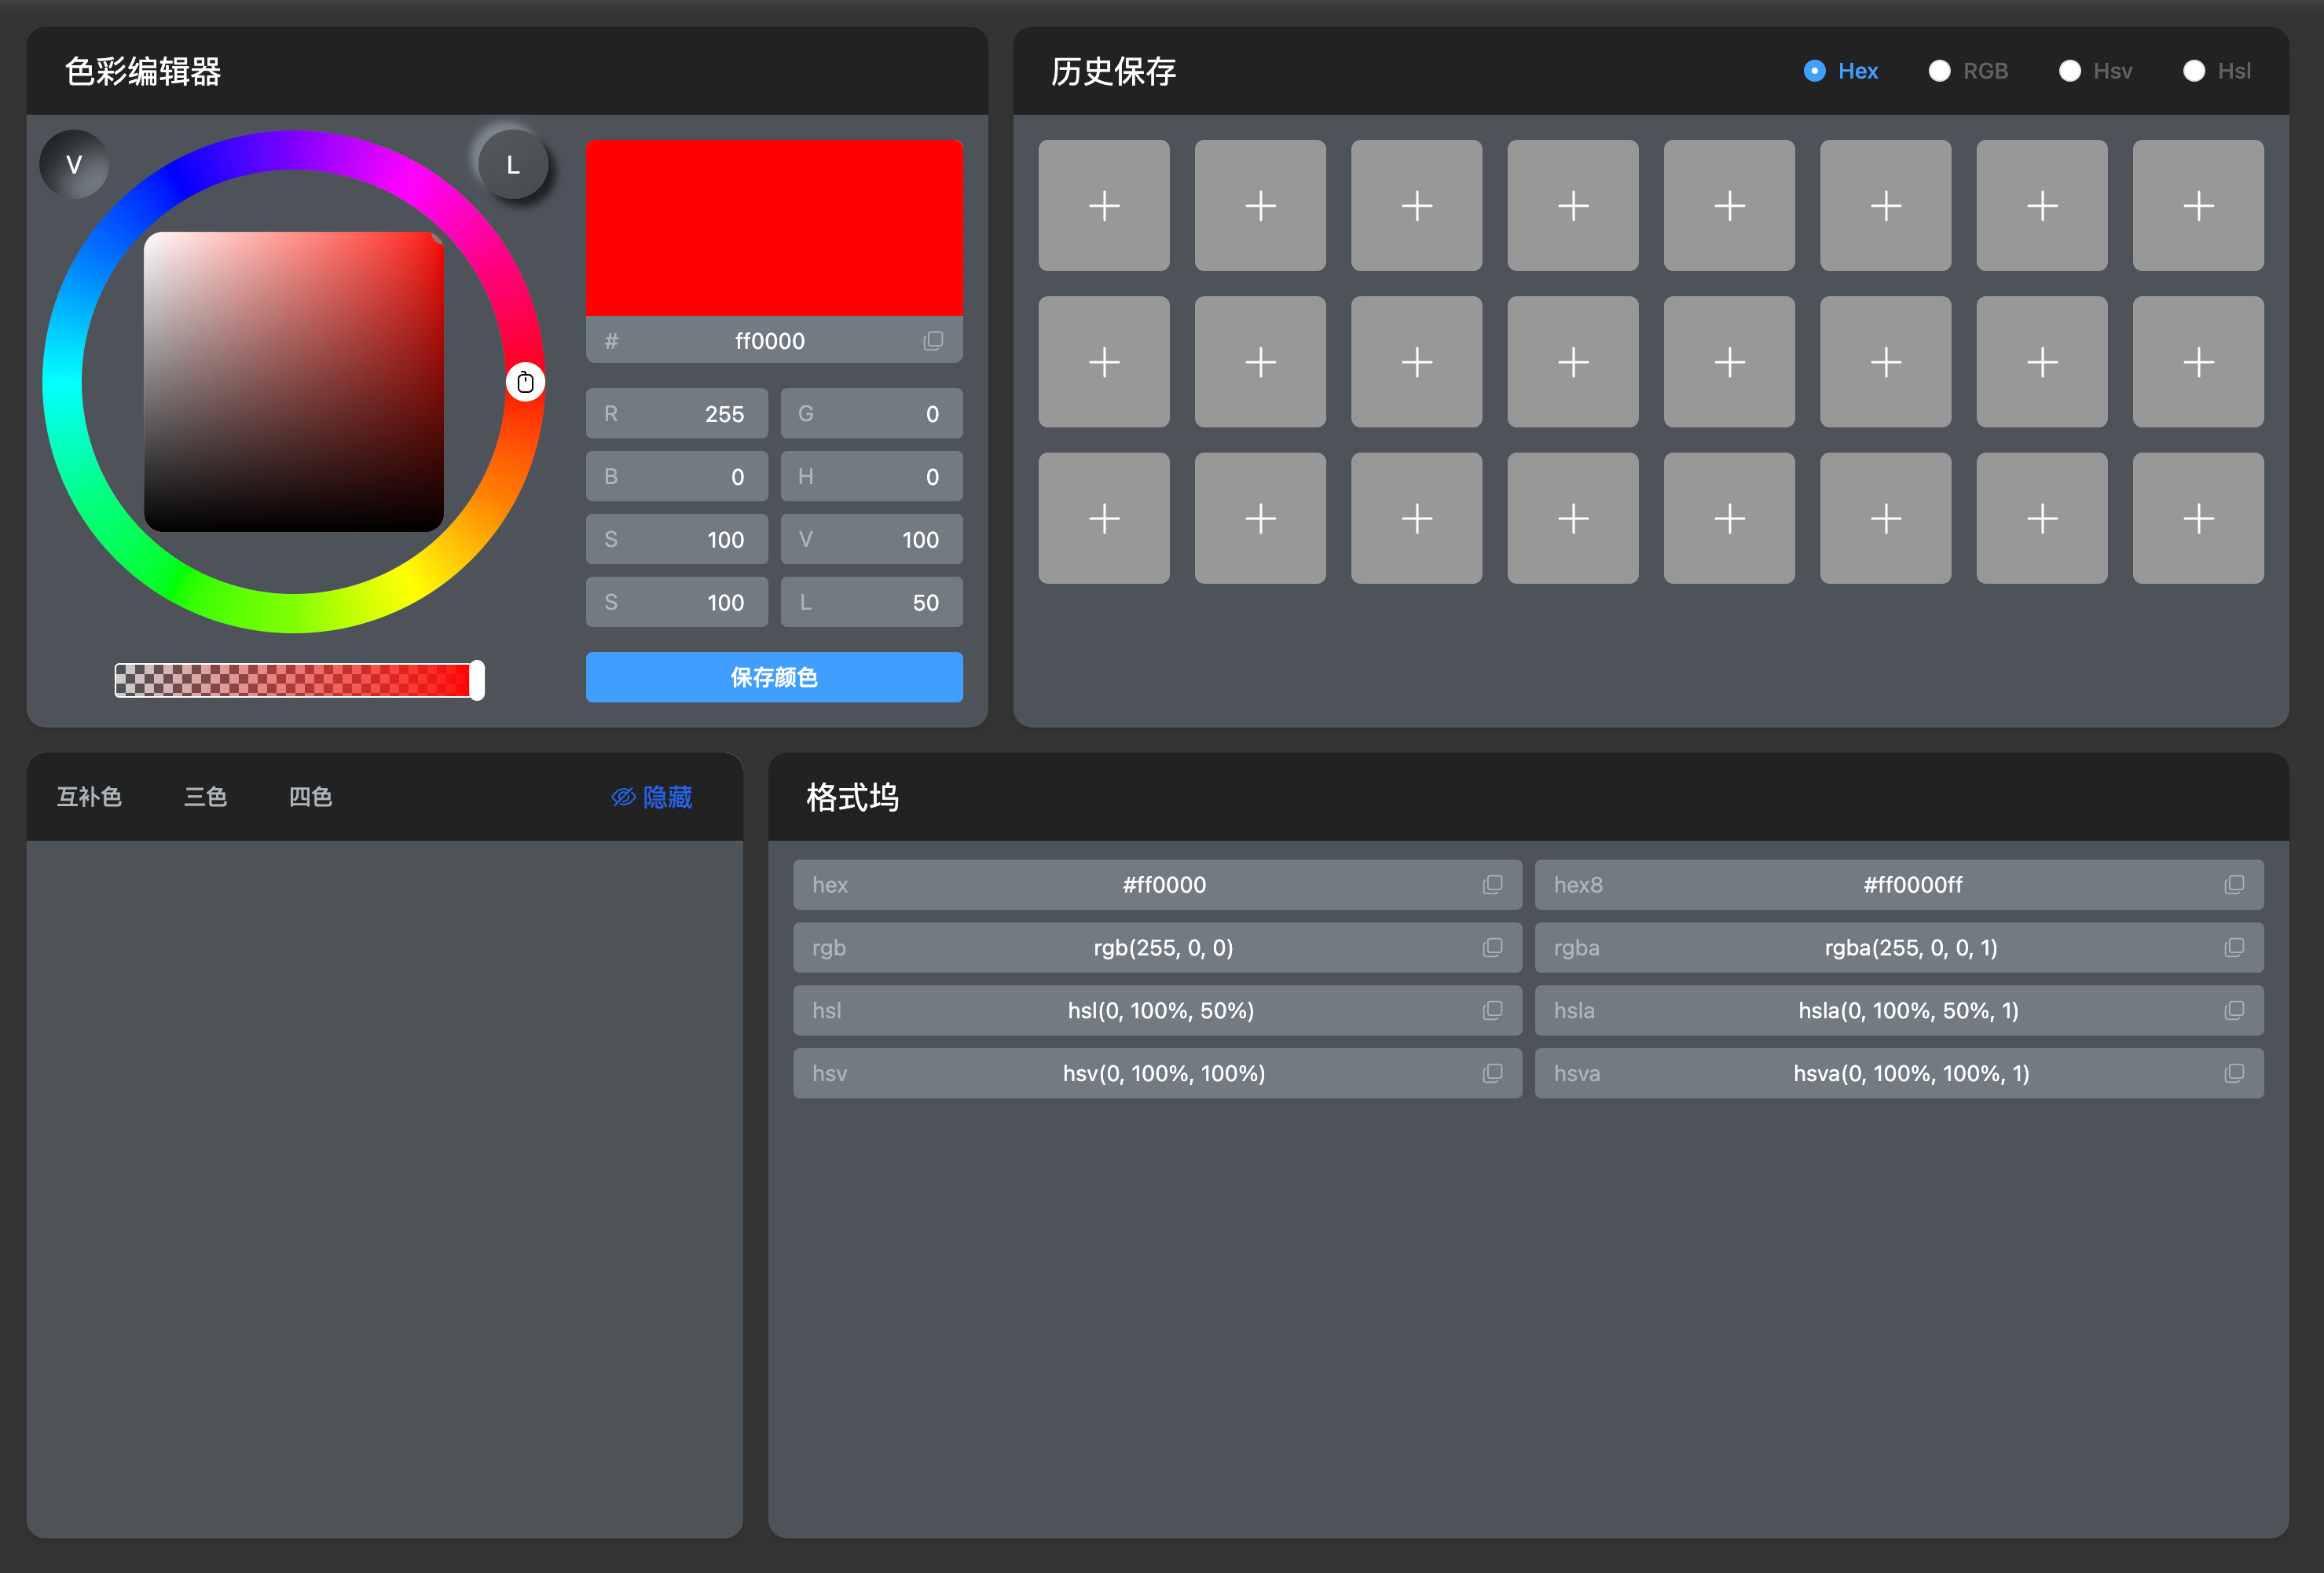 色彩编辑器
V
L
# ff0000
R 255
G 0
B 0
H 0
S 100
V 100
S 100
L 50
保存颜色
历史保存
Hex
RGB
Hsv
Hsl
互补色
三色
四色
隐藏
格式坞
hex #ff0000
hex8 #ff0000ff
rgb rgb(255, 0, 0)
rgba rgba(255, 0, 0, 1)
hsl hsl(0, 100%, 50%)
hsla hsla(0, 100%, 50%, 1)
hsv hsv(0, 100%, 100%)
hsva hsva(0, 100%, 100%, 1)